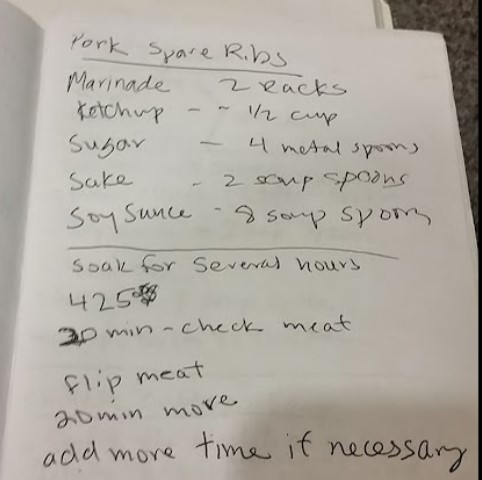 Pork Spare Ribs
Marinade 2 Racks
Ketchup - ~ 1/2 cup
Sugar - 4 metal spoons
Sake - 2 soup spoons
Soy Sauce - 8 soup spoons
Soak for Several hours
425
min - check meat
flip meat
20 min more
add more time if necessary